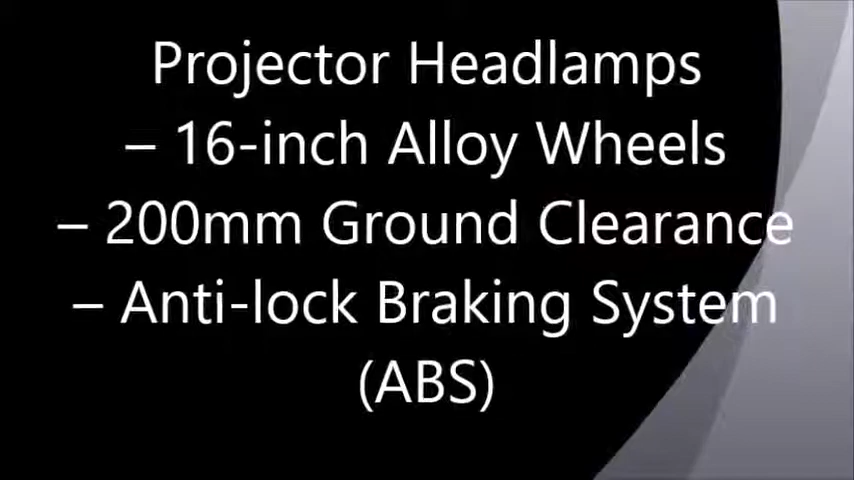 Projector Headlamps
– 16-inch Alloy Wheels
– 200mm Ground Clearance
– Anti-lock Braking System
(ABS)